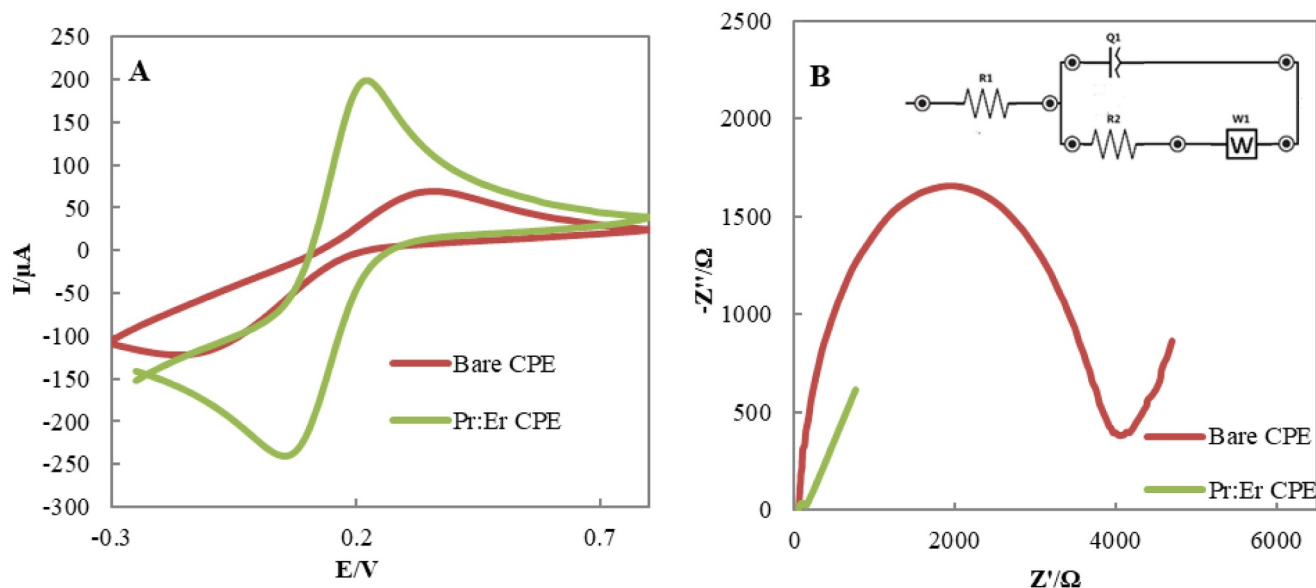 A
I/µA
250
200
150
100
50
0
-50
-100
-150
-200
-250
-300
-0.3
0.2
0.7
E/V
Bare CPE
Pr:Er CPE
B
-Z"/Ω
2500
2000
1500
1000
500
0
0
2000
4000
6000
Z'/Ω
R1
Q1
R2
W1
W
Bare CPE
Pr:Er CPE